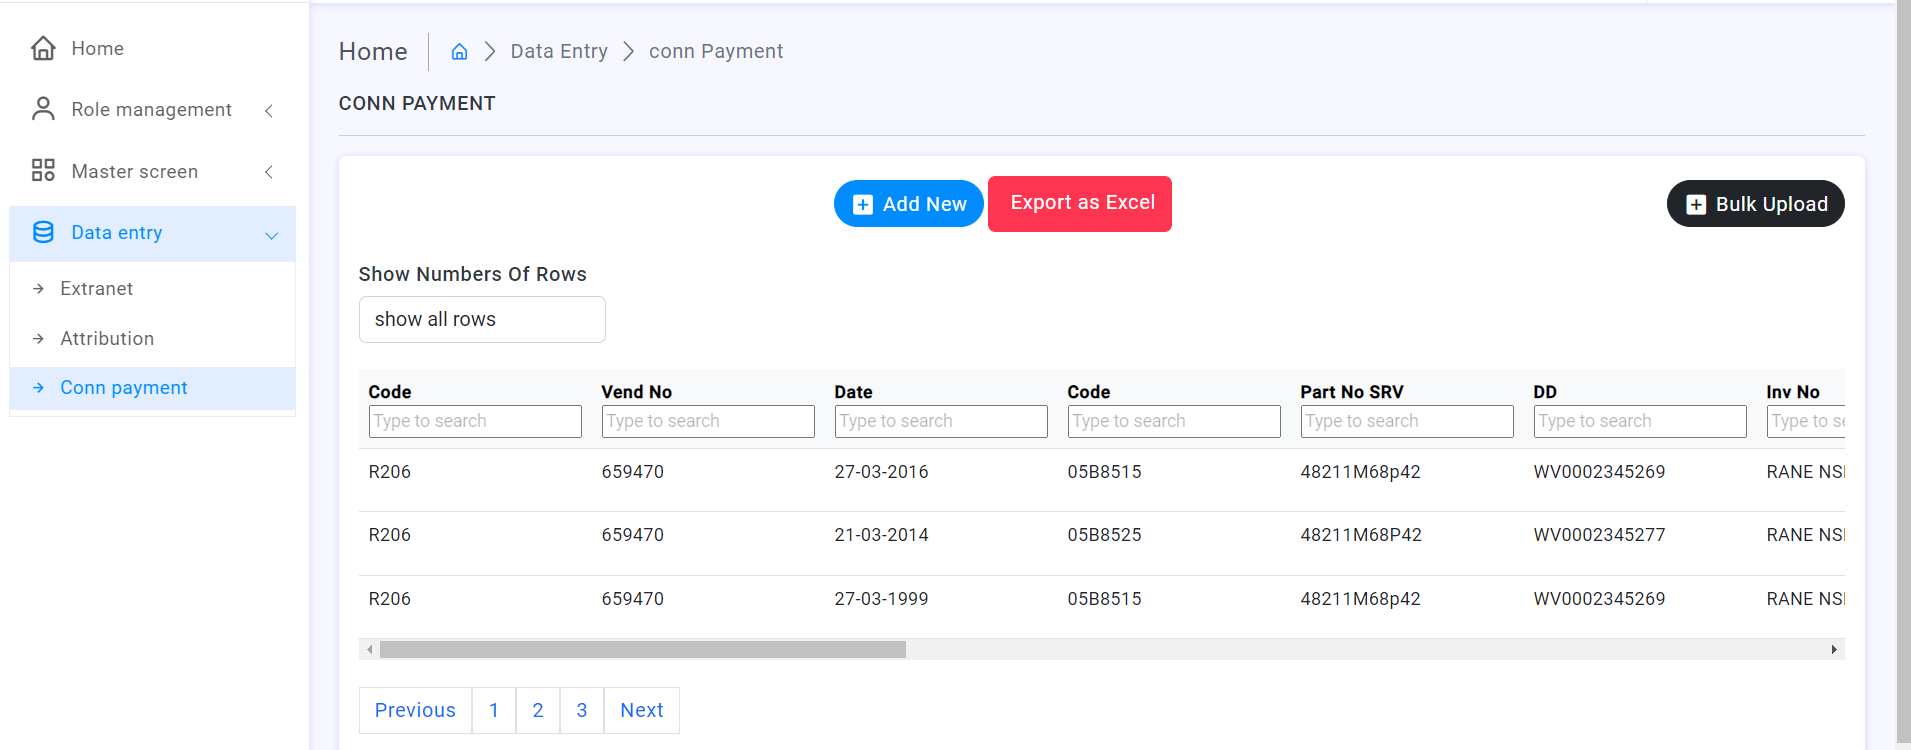 Home
Role management
Master screen
Data entry
Extranet
Attribution
Conn payment
Home Data Entry conn Payment
CONN PAYMENT
Add New Export as Excel Bulk Upload
Show Numbers Of Rows
show all rows
Code Vend No Date Code Part No SRV DD Inv No
Type to search Type to search Type to search Type to search Type to search Type to search Type to se
R206 659470 27-03-2016 05B8515 48211M68p42 WV0002345269 RANE NS
R206 659470 21-03-2014 05B8525 48211M68P42 WV0002345277 RANE NS
R206 659470 27-03-1999 05B8515 48211M68p42 WV0002345269 RANE NS
Previous 1 2 3 Next